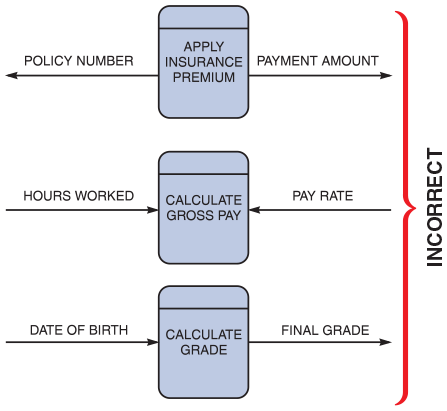 POLICY NUMBER
APPLY
INSURANCE
PREMIUM
PAYMENT AMOUNT
HOURS WORKED
CALCULATE
GROSS PAY
PAY RATE
DATE OF BIRTH
CALCULATE
GRADE
FINAL GRADE
INCORRECT